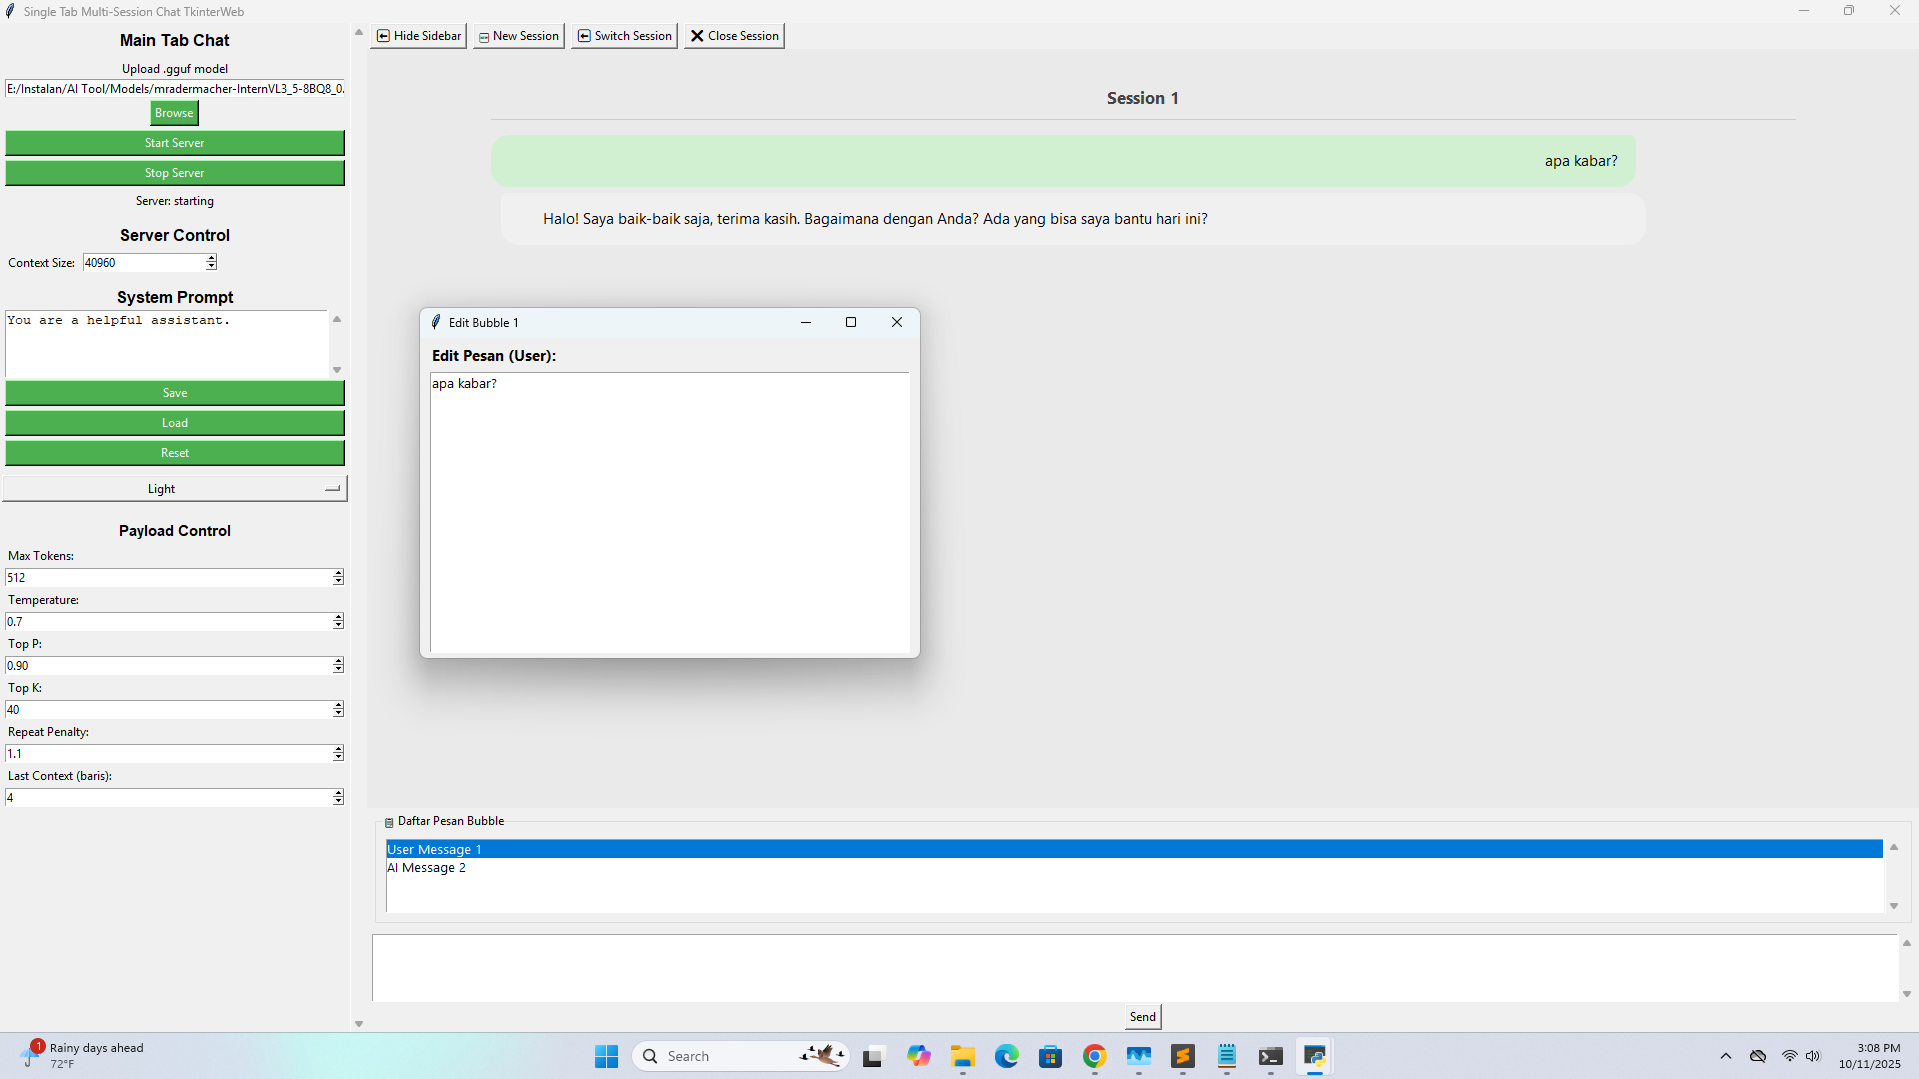 Single Tab Multi-Session Chat TkinterWeb
Main Tab Chat
Upload .gguf model
E:/Instalan/AI Tool/Models/mradermacher-InternVL3_5-8BQ8_0.
Browse
Start Server
Stop Server
Server: starting
Server Control
Context Size: 40960
System Prompt
You are a helpful assistant.
Save
Load
Reset
Light
Payload Control
Max Tokens:
512
Temperature:
0.7
Top P:
0.90
Top K:
40
Repeat Penalty:
1.1
Last Context (baris):
4
Hide Sidebar
New Session
Switch Session
Close Session
Session 1
apa kabar?
Halo! Saya baik-baik saja, terima kasih. Bagaimana dengan Anda? Ada yang bisa saya bantu hari ini?
Edit Bubble 1
Edit Pesan (User):
apa kabar?
Daftar Pesan Bubble
User Message 1
AI Message 2
Send
1
Rainy days ahead
72°F
Search
3:08 PM
10/11/2025